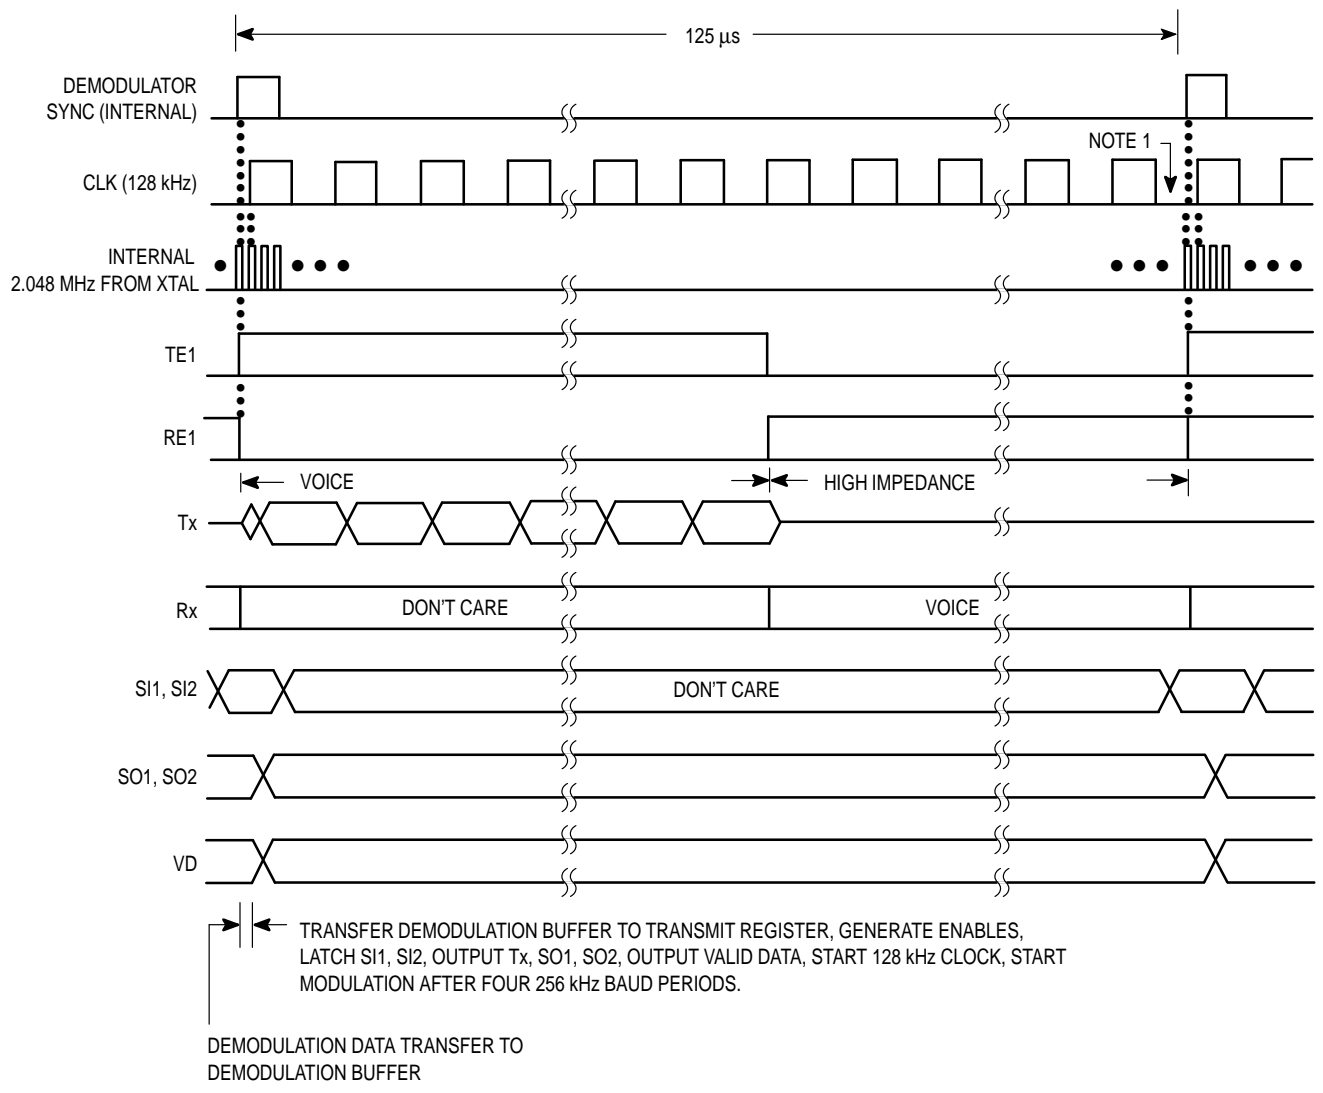 125 μs
DEMODULATOR
SYNC (INTERNAL)
NOTE 1
CLK (128 kHz)
INTERNAL
2.048 MHz FROM XTAL
TE1
RE1
VOICE
HIGH IMPEDANCE
Tx
Rx
DON'T CARE
VOICE
SI1, SI2
DON'T CARE
SO1, SO2
VD
TRANSFER DEMODULATION BUFFER TO TRANSMIT REGISTER, GENERATE ENABLES,
LATCH SI1, SI2, OUTPUT Tx, SO1, SO2, OUTPUT VALID DATA, START 128 kHz CLOCK, START
MODULATION AFTER FOUR 256 kHz BAUD PERIODS.
DEMODULATION DATA TRANSFER TO
DEMODULATION BUFFER